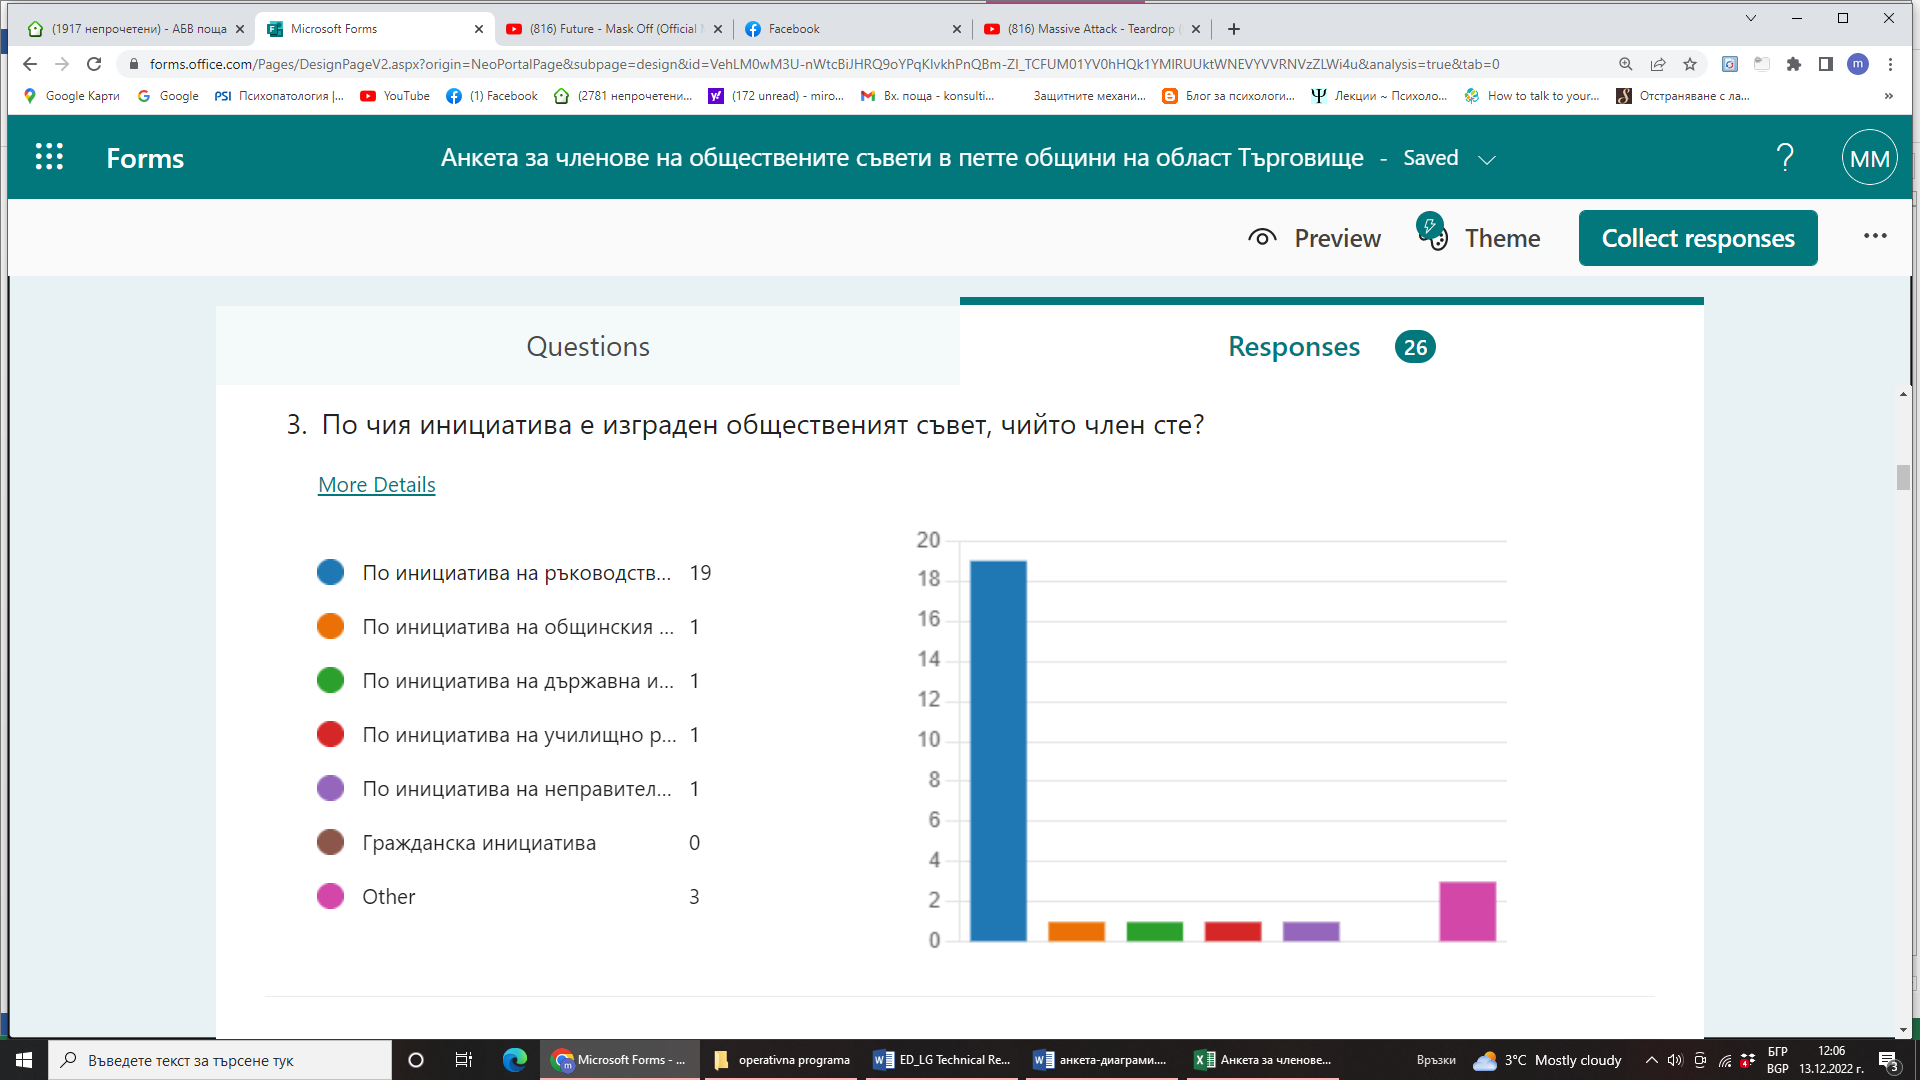 (1917 непрочетени) - АБВ поща
Microsoft Forms
(816) Future - Mask Off (Official
Facebook
(816) Massive Attack - Teardrop
forms.office.com/Pages/DesignPageV2.aspx?origin=NeoPortalPage&subpage=design&id=VehLM0wM3U-nWtcBiJHRQ9oYPqKIvkhPnQBm-ZI_TCFUM01YV0hHQk1YMlRUUktWNEVYVVRNVzZLWi4u&analysis=true&tab=0
m
Google Карти
Google
PSI Психопатология |...
YouTube
(1) Facebook
(2781 непрочетени...
(172 unread) - miro...
Вх. поща - konsulti...
Защитните механи...
Блог за психологи...
Лекции ~ Психоло...
How to talk to your...
Отстраняване с ла...
»
Forms
Анкета за членове на обществените съвети в петте общини на област Търговище - Saved
?
MM
Preview
Theme
Collect responses
Questions
Responses 26
3. По чия инициатива е изграден общественият съвет, чийто член сте?
More Details
По инициатива на ръководств... 19
По инициатива на общинския ... 1
По инициатива на държавна и... 1
По инициатива на училищно р... 1
По инициатива на неправител... 1
Гражданска инициатива 0
Other 3
20
18
16
14
12
10
8
6
4
2
0
Въведете текст за търсене тук
Microsoft Forms - ...
operativna programa
ED_LG Technical Re...
анкета-диаграми....
Анкета за членове...
Връзки
3°C Mostly cloudy
БГР
BGP
12:06
13.12.2022 г.
3